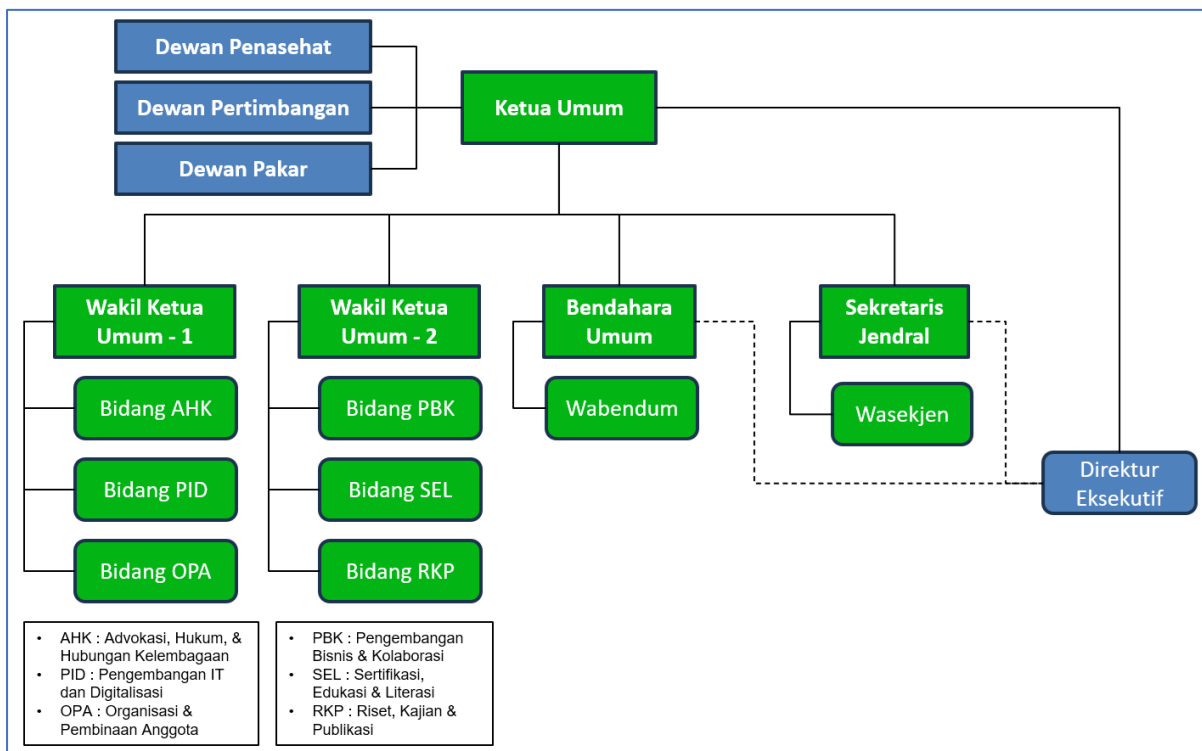 Dewan Penasehat
Dewan Pertimbangan
Dewan Pakar
Ketua Umum
Wakil Ketua
Umum - 1
Wakil Ketua
Umum - 2
Bendahara
Umum
Sekretaris
Jendral
Bidang AHK
Bidang PID
Bidang OPA
Bidang PBK
Bidang SEL
Bidang RKP
Wabendum
Wasekjen
Direktur
Eksekutif
• AHK : Advokasi, Hukum, &
Hubungan Kelembagaan
• PID : Pengembangan IT
dan Digitalisasi
• OPA : Organisasi &
Pembinaan Anggota
• PBK : Pengembangan
Bisnis & Kolaborasi
• SEL : Sertifikasi,
Edukasi & Literasi
• RKP : Riset, Kajian &
Publikasi